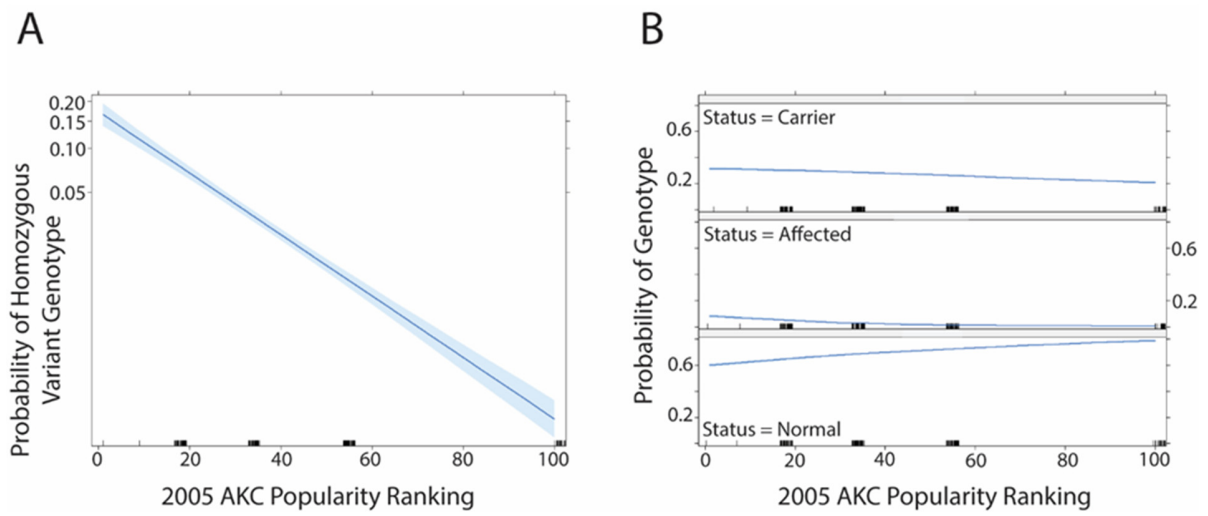 A
Probability of Homozygous
Variant Genotype
0.20
0.15
0.10
0.05
0 20 40 60 80 100
2005 AKC Popularity Ranking
B
Probability of Genotype
Status = Carrier
0.6
0.2
Status = Affected
0.6
0.2
0.6
0.2
Status = Normal
0 20 40 60 80 100
2005 AKC Popularity Ranking